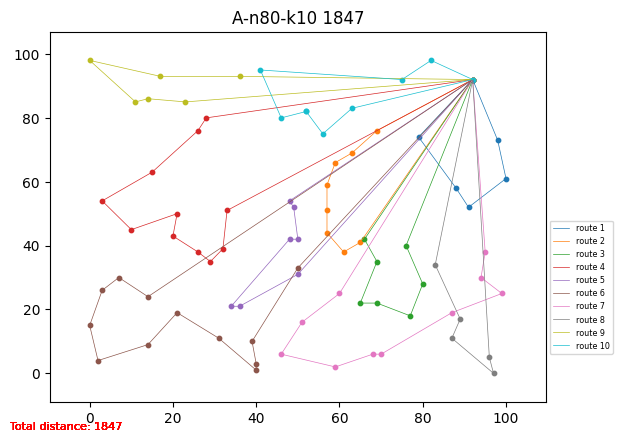 A-n80-k10 1847
100
80
60
40
20
0
0
20
40
60
80
100
route 1
route 2
route 3
route 4
route 5
route 6
route 7
route 8
route 9
route 10
Total distance: 1847